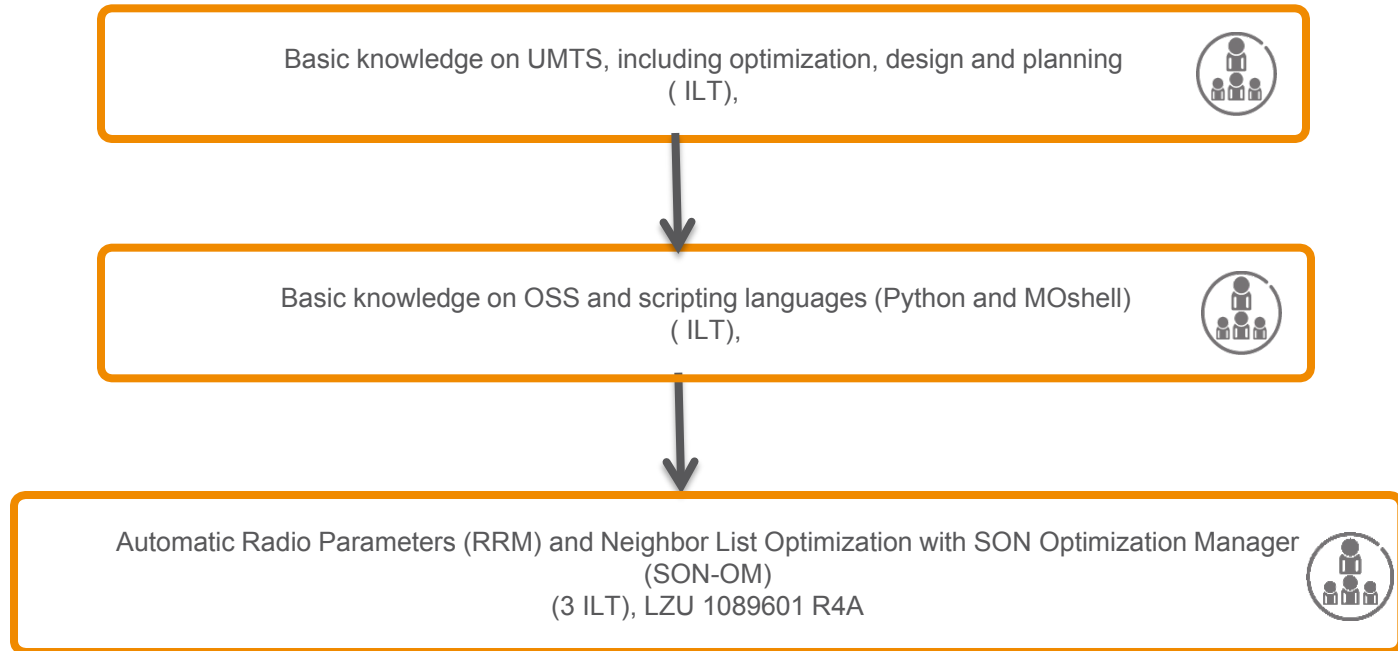 Basic knowledge on UMTS, including optimization, design and planning
( ILT),
Basic knowledge on OSS and scripting languages (Python and MOshell)
( ILT),
Automatic Radio Parameters (RRM) and Neighbor List Optimization with SON Optimization Manager
(SON-OM)
(3 ILT), LZU 1089601 R4A